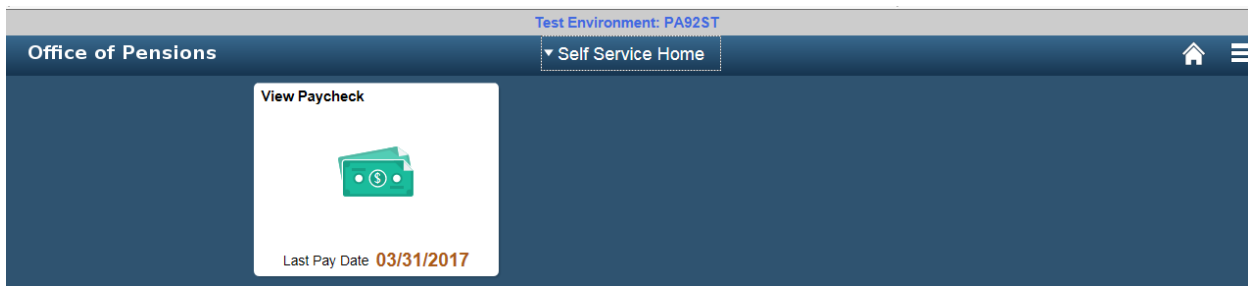 Test Environment: PA92ST
Office of Pensions
Self Service Home
View Paycheck
$
Last Pay Date 03/31/2017